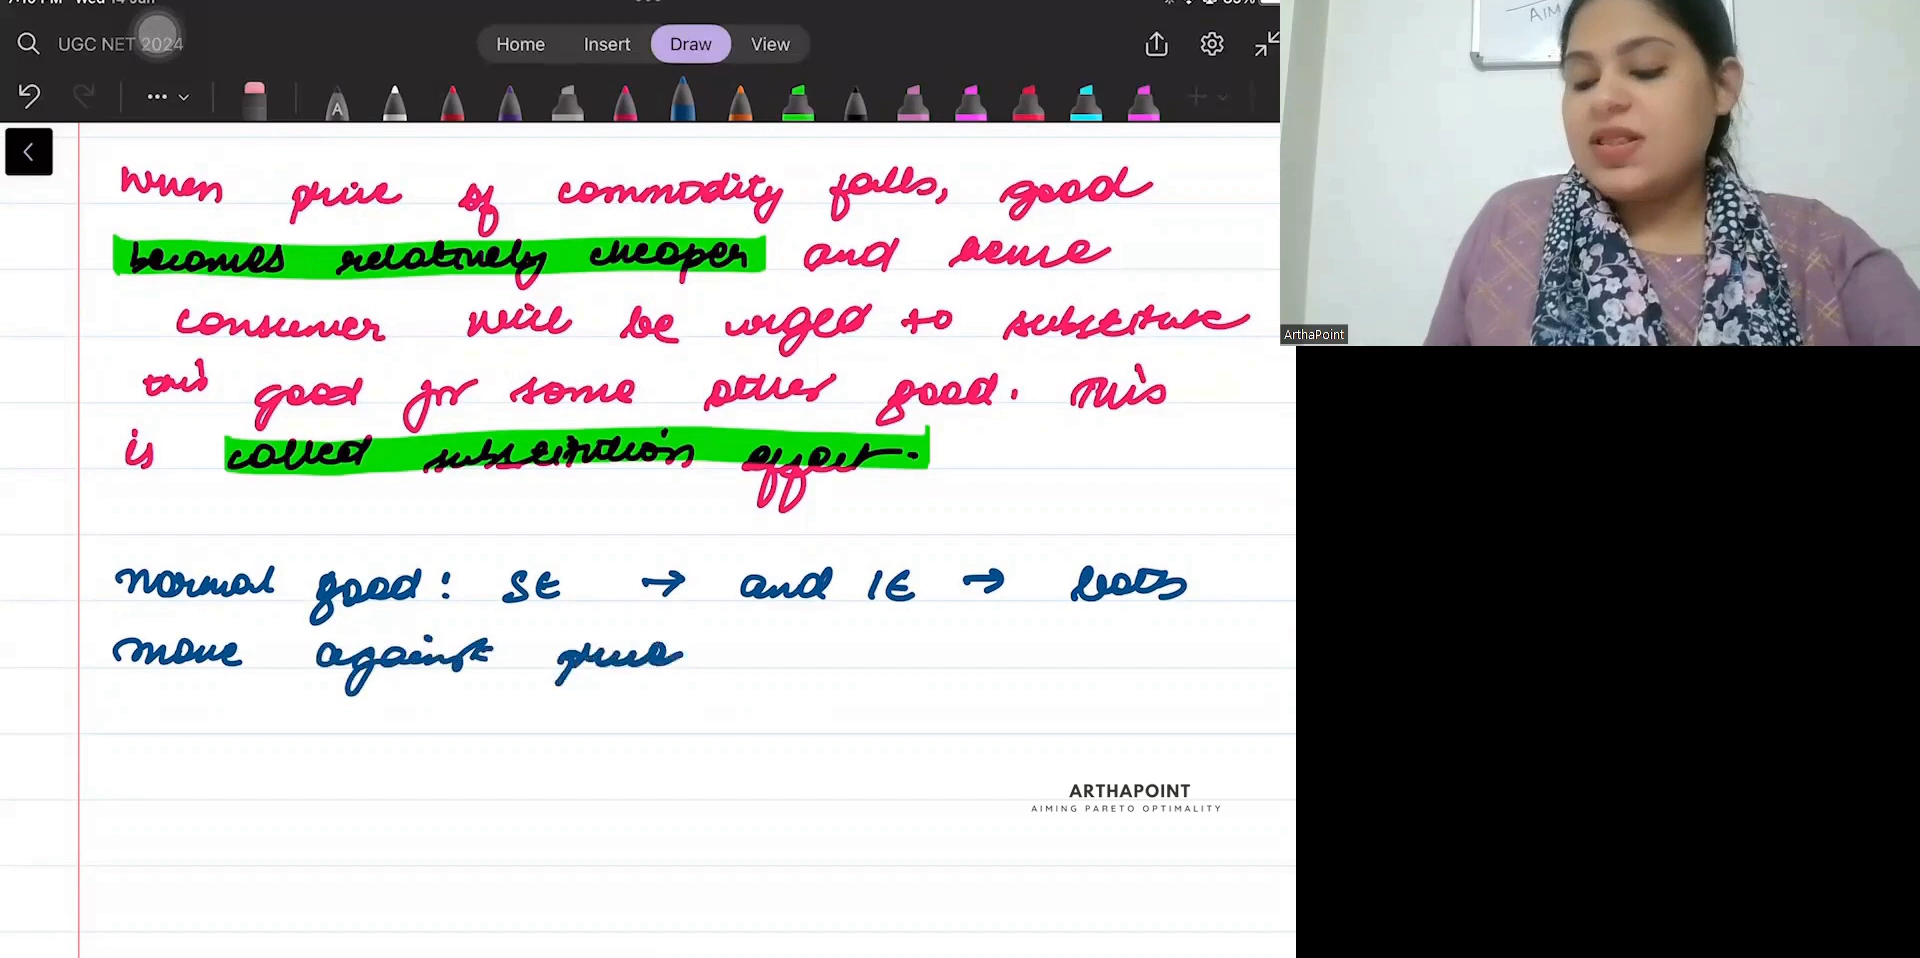 UGC NET 2024
Home Insert Draw View
A
When price of commodity falls, good
becomes relatively cheaper and hence
consumer will be urged to substitute
this good for some other good. This
is called substitution effect.
normal good: SE → and IE → both
move against price
ARTHAPOINT
AIMING PARETO OPTIMALITY
AIM
ArthaPoint